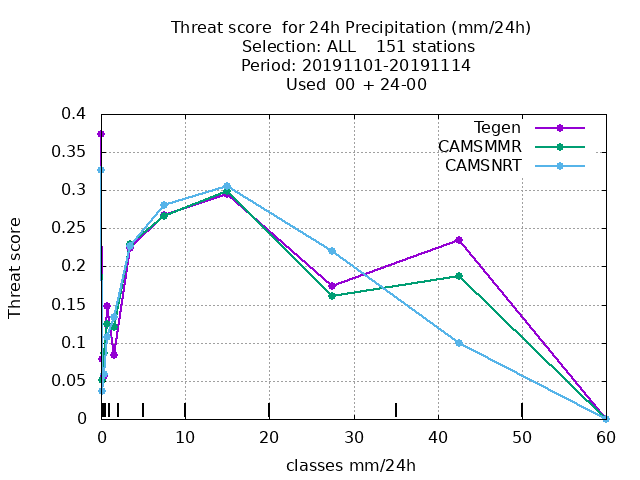 Threat score  for 24h Precipitation (mm/24h)
Selection: ALL    151 stations
Period: 20191101-20191114
Used  00  + 24-00
Tegen
CAMSMMR
CAMSNRT
0.4
0.35
0.3
0.25
0.2
0.15
0.1
0.05
0
Threat score
0 10 20 30 40 50 60
classes mm/24h